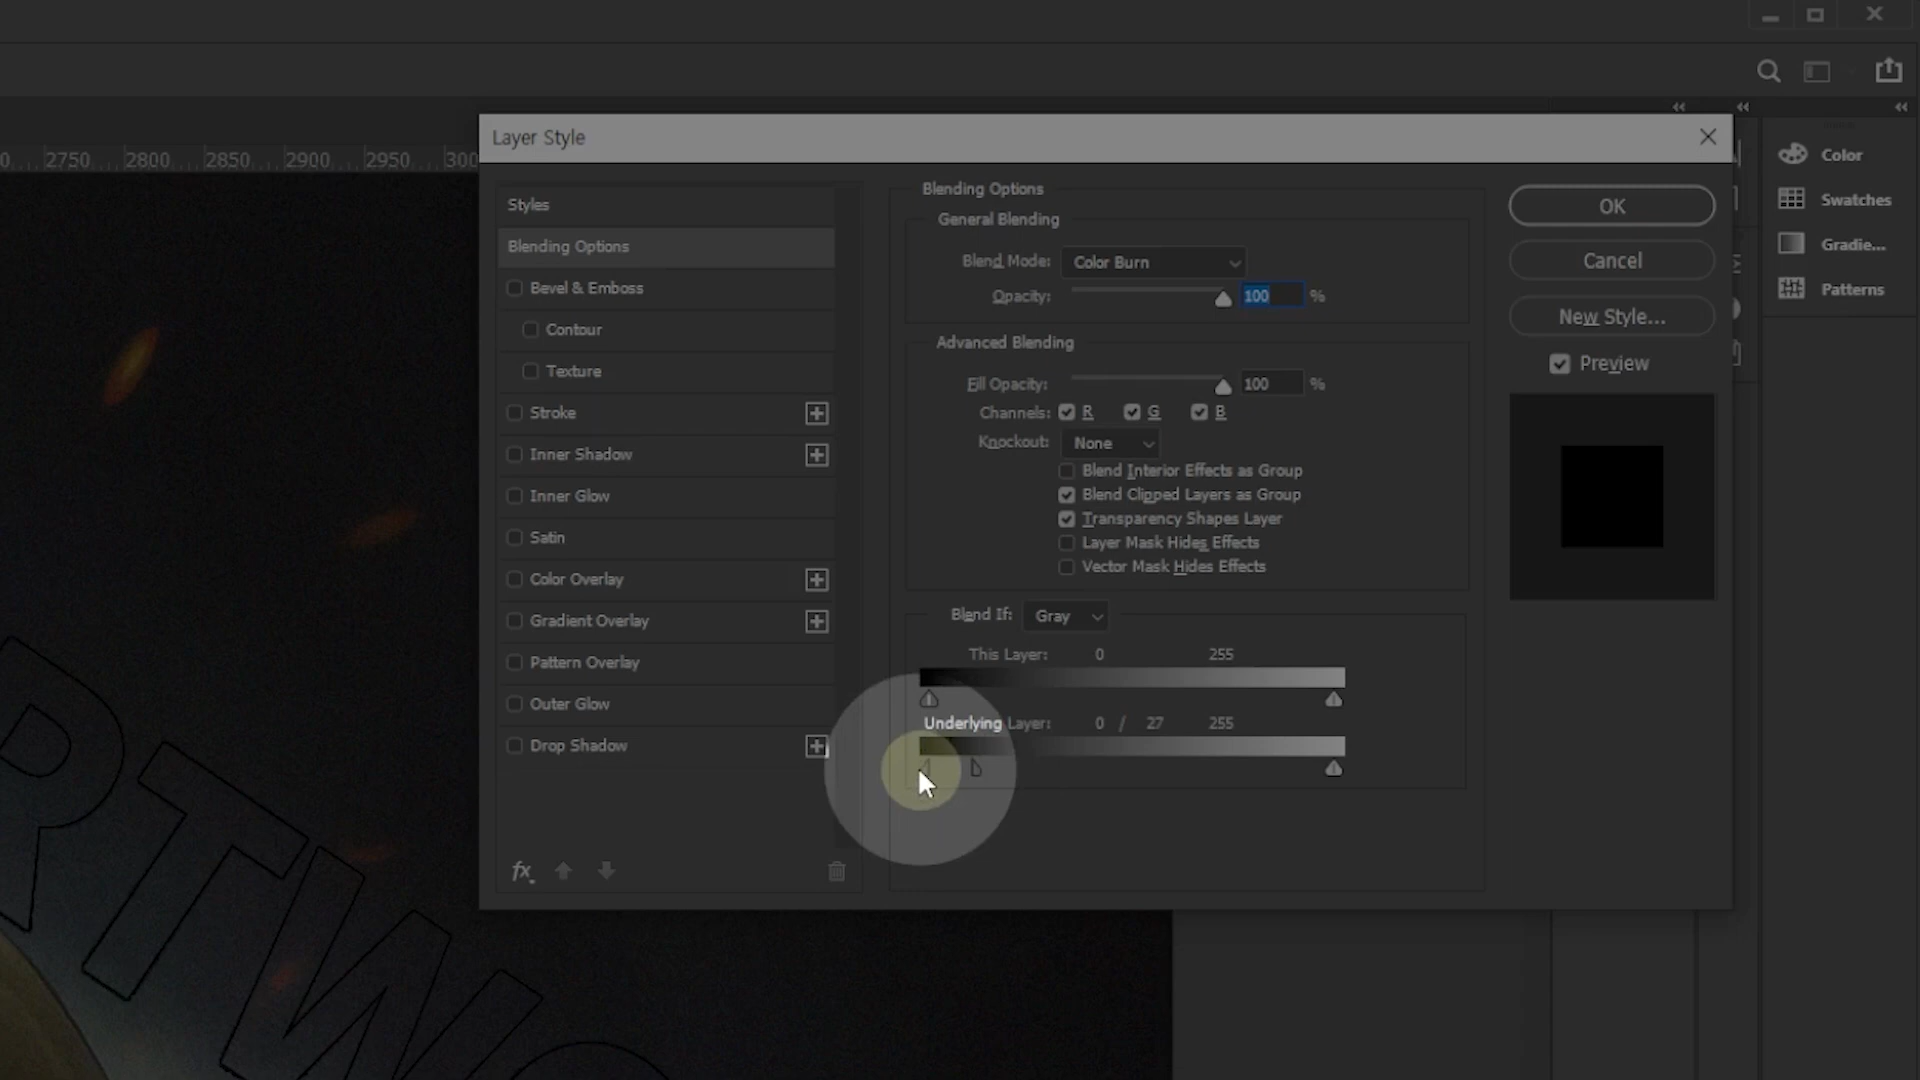 2750 2800 2850 2900 2950 300
Layer Style
Color
Swatches
Gradie...
Patterns
Styles
Blending Options
Bevel & Emboss
Contour
Texture
Stroke
Inner Shadow
Inner Glow
Satin
Color Overlay
Gradient Overlay
Pattern Overlay
Outer Glow
Drop Shadow
fx
Blending Options
General Blending
Blend Mode: Color Burn
Opacity: 100 %
Advanced Blending
Fill Opacity: 100 %
Channels: R G B
Knockout: None
Blend Interior Effects as Group
Blend Clipped Layers as Group
Transparency Shapes Layer
Layer Mask Hides Effects
Vector Mask Hides Effects
Blend If: Gray
This Layer: 0 255
Underlying Layer: 0 / 27 255
OK
Cancel
New Style...
Preview
RTWO